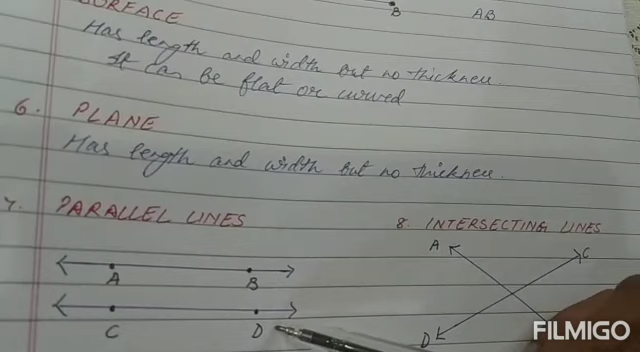 SURFACE
B AB
Has length and width but no thickness.
It can be flat or curved
6. PLANE
Has length and width but no thickness.
7. PARALLEL LINES
8. INTERSECTING LINES
A C
A B
C D
D
FILMIGO